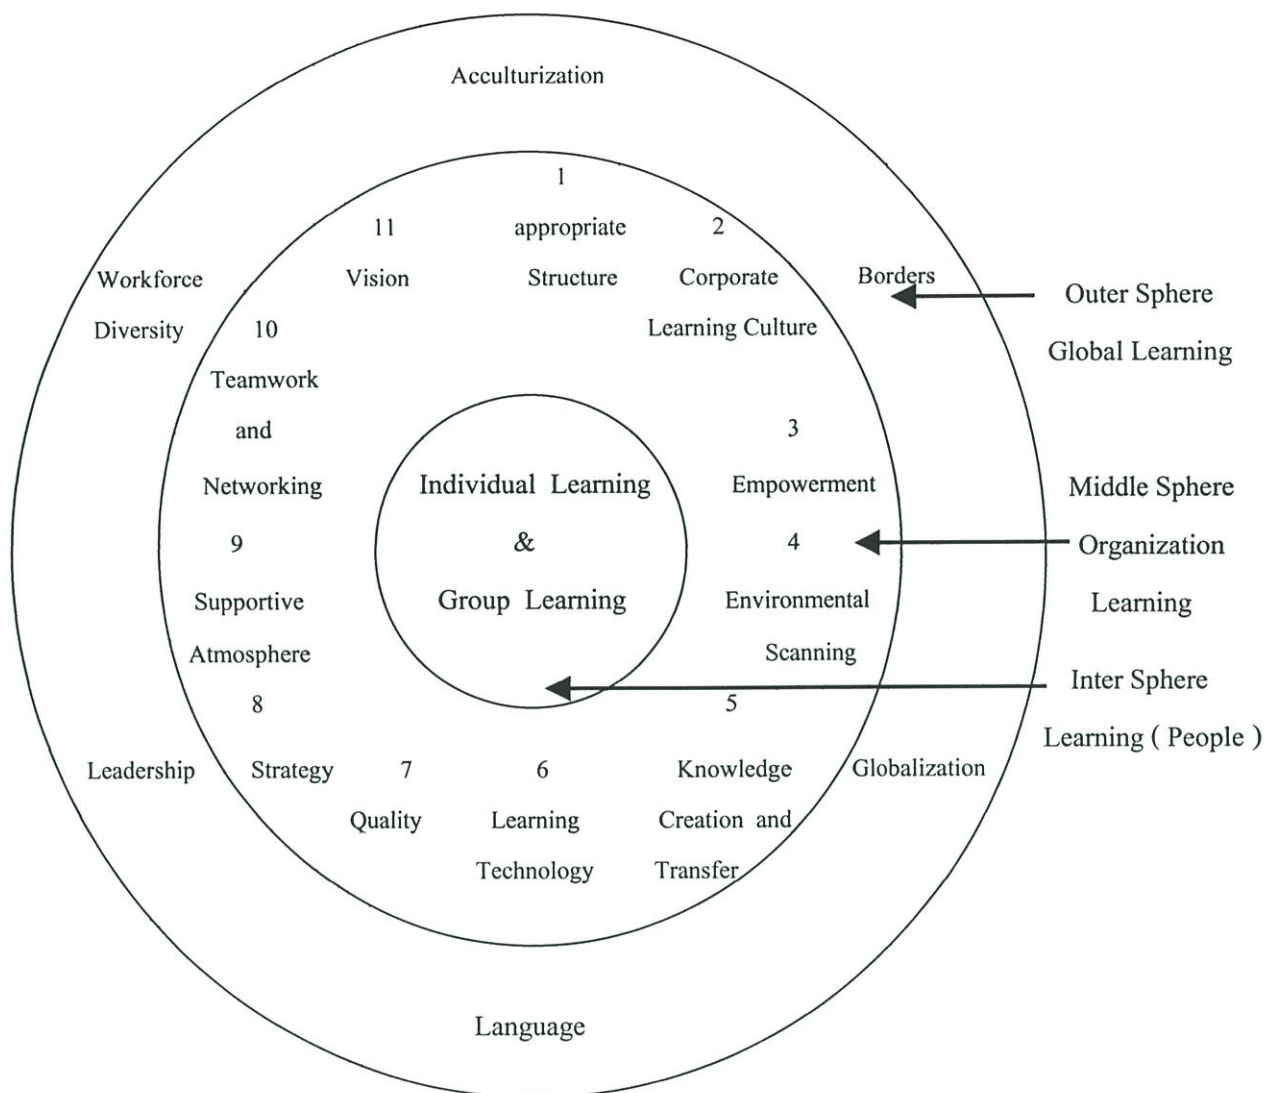 Acculturization
1
appropriate
Structure
2
Corporate
Learning Culture
3
Empowerment
4
Environmental
Scanning
5
Knowledge
Creation and
Transfer
6
Learning
Technology
7
Quality
8
Strategy
9
Supportive
Atmosphere
10
Teamwork
and
Networking
11
Vision
Workforce
Diversity
Borders
Leadership
Globalization
Language
Individual Learning
&
Group Learning
Outer Sphere
Global Learning
Middle Sphere
Organization
Learning
Inter Sphere
Learning ( People )